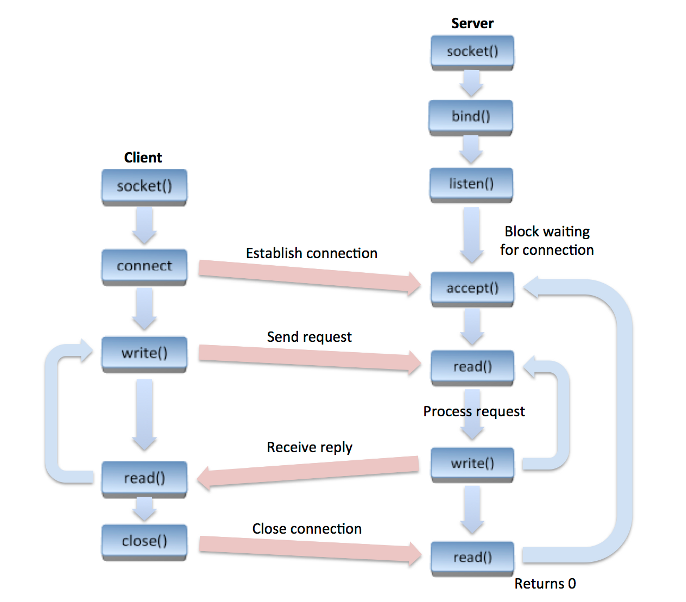 Server
socket()
bind()
Client
socket()
listen()
Block waiting
for connection
Establish connection
connect
accept()
Send request
write()
read()
Process request
Receive reply
read()
write()
Close connection
close()
read()
Returns 0